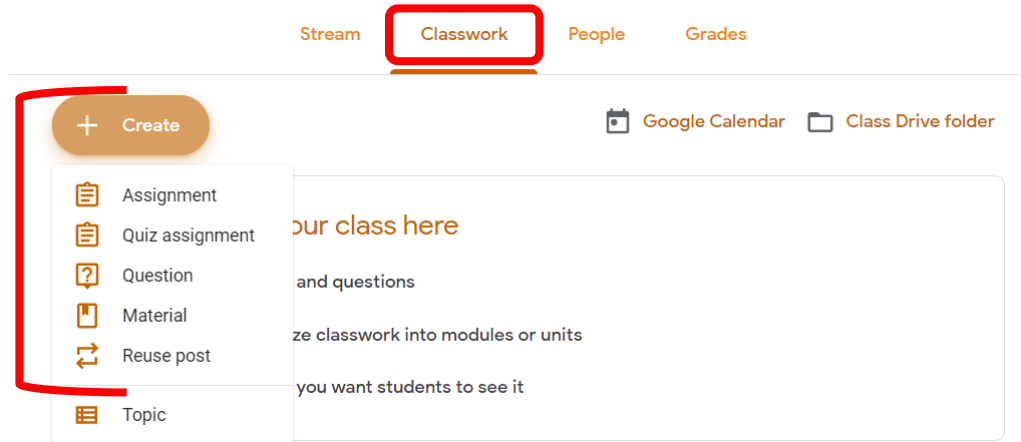 Stream Classwork People Grades
Create
Google Calendar Class Drive folder
Assignment
Quiz assignment
Question
Material
Reuse post
Topic
our class here
and questions
ze classwork into modules or units
you want students to see it